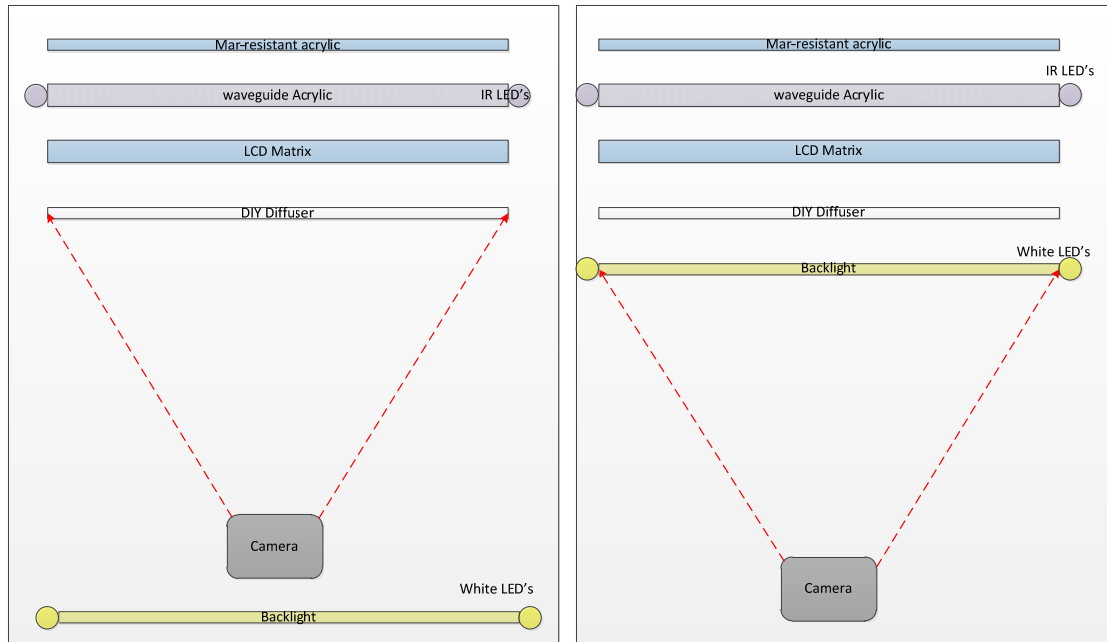 Mar-resistant acrylic
waveguide Acrylic
IR LED's
LCD Matrix
DIY Diffuser
Camera
White LED's
Backlight
Mar-resistant acrylic
IR LED's
waveguide Acrylic
LCD Matrix
DIY Diffuser
White LED's
Backlight
Camera